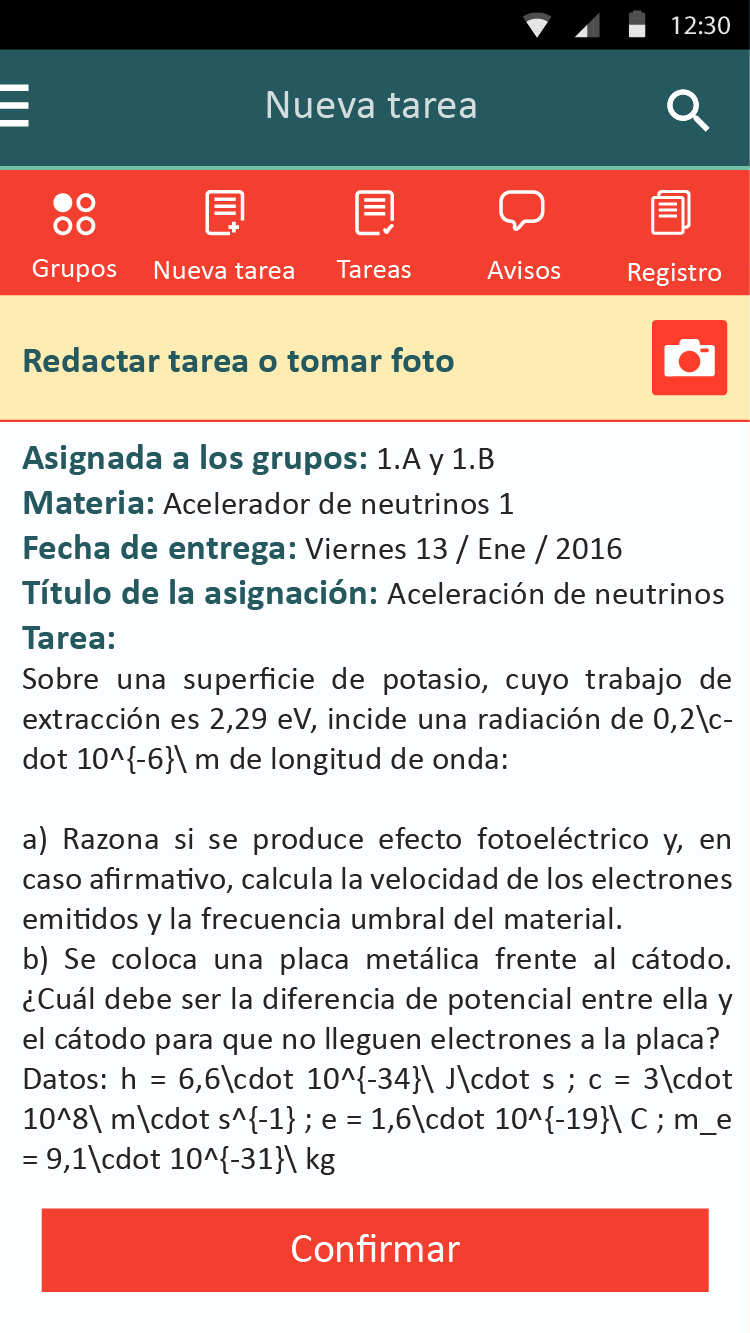 12:30
Nueva tarea
Grupos
Nueva tarea
Tareas
Avisos
Registro
Redactar tarea o tomar foto
Asignada a los grupos: 1.A y 1.B
Materia: Acelerador de neutrinos 1
Fecha de entrega: Viernes 13 / Ene / 2016
Título de la asignación: Aceleración de neutrinos
Tarea:
Sobre una superficie de potasio, cuyo trabajo de
extracción es 2,29 eV, incide una radiación de 0,2\c-
dot 10^{-6}\ m de longitud de onda:
a) Razona si se produce efecto fotoeléctrico y, en
caso afirmativo, calcula la velocidad de los electrones
emitidos y la frecuencia umbral del material.
b) Se coloca una placa metálica frente al cátodo.
¿Cuál debe ser la diferencia de potencial entre ella y
el cátodo para que no lleguen electrones a la placa?
Datos: h = 6,6\cdot 10^{-34}\ J\cdot s ; c = 3\cdot
10^8\ m\cdot s^{-1} ; e = 1,6\cdot 10^{-19}\ C ; m_e
= 9,1\cdot 10^{-31}\ kg
Confirmar